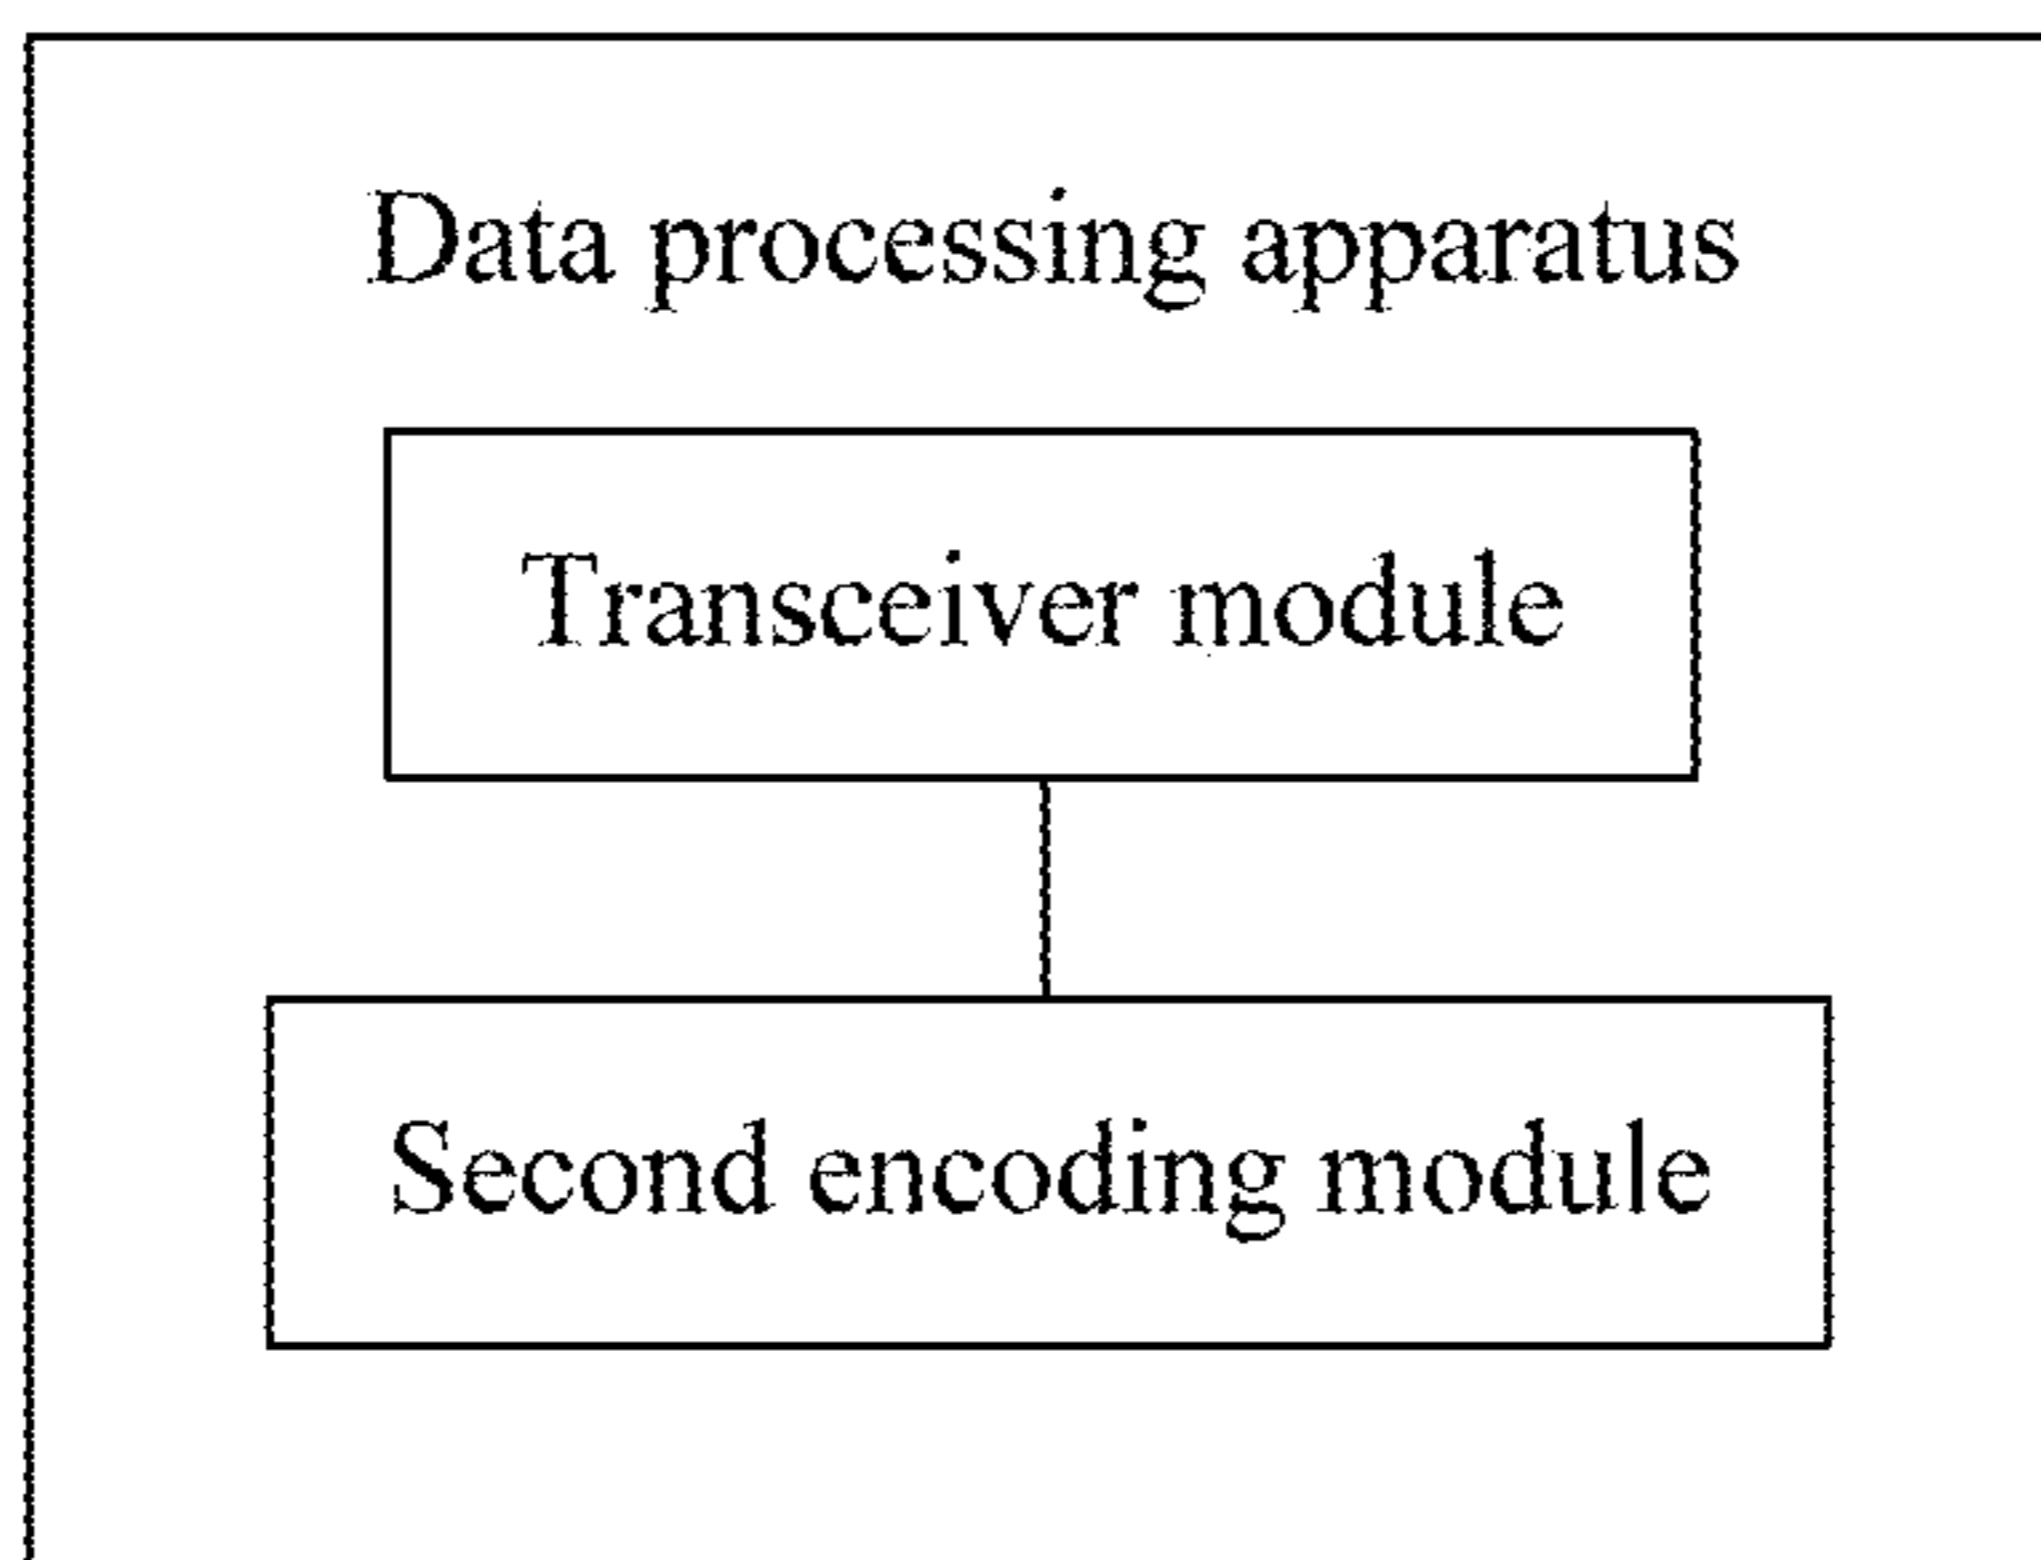 Data processing apparatus
Transceiver module
Second encoding module